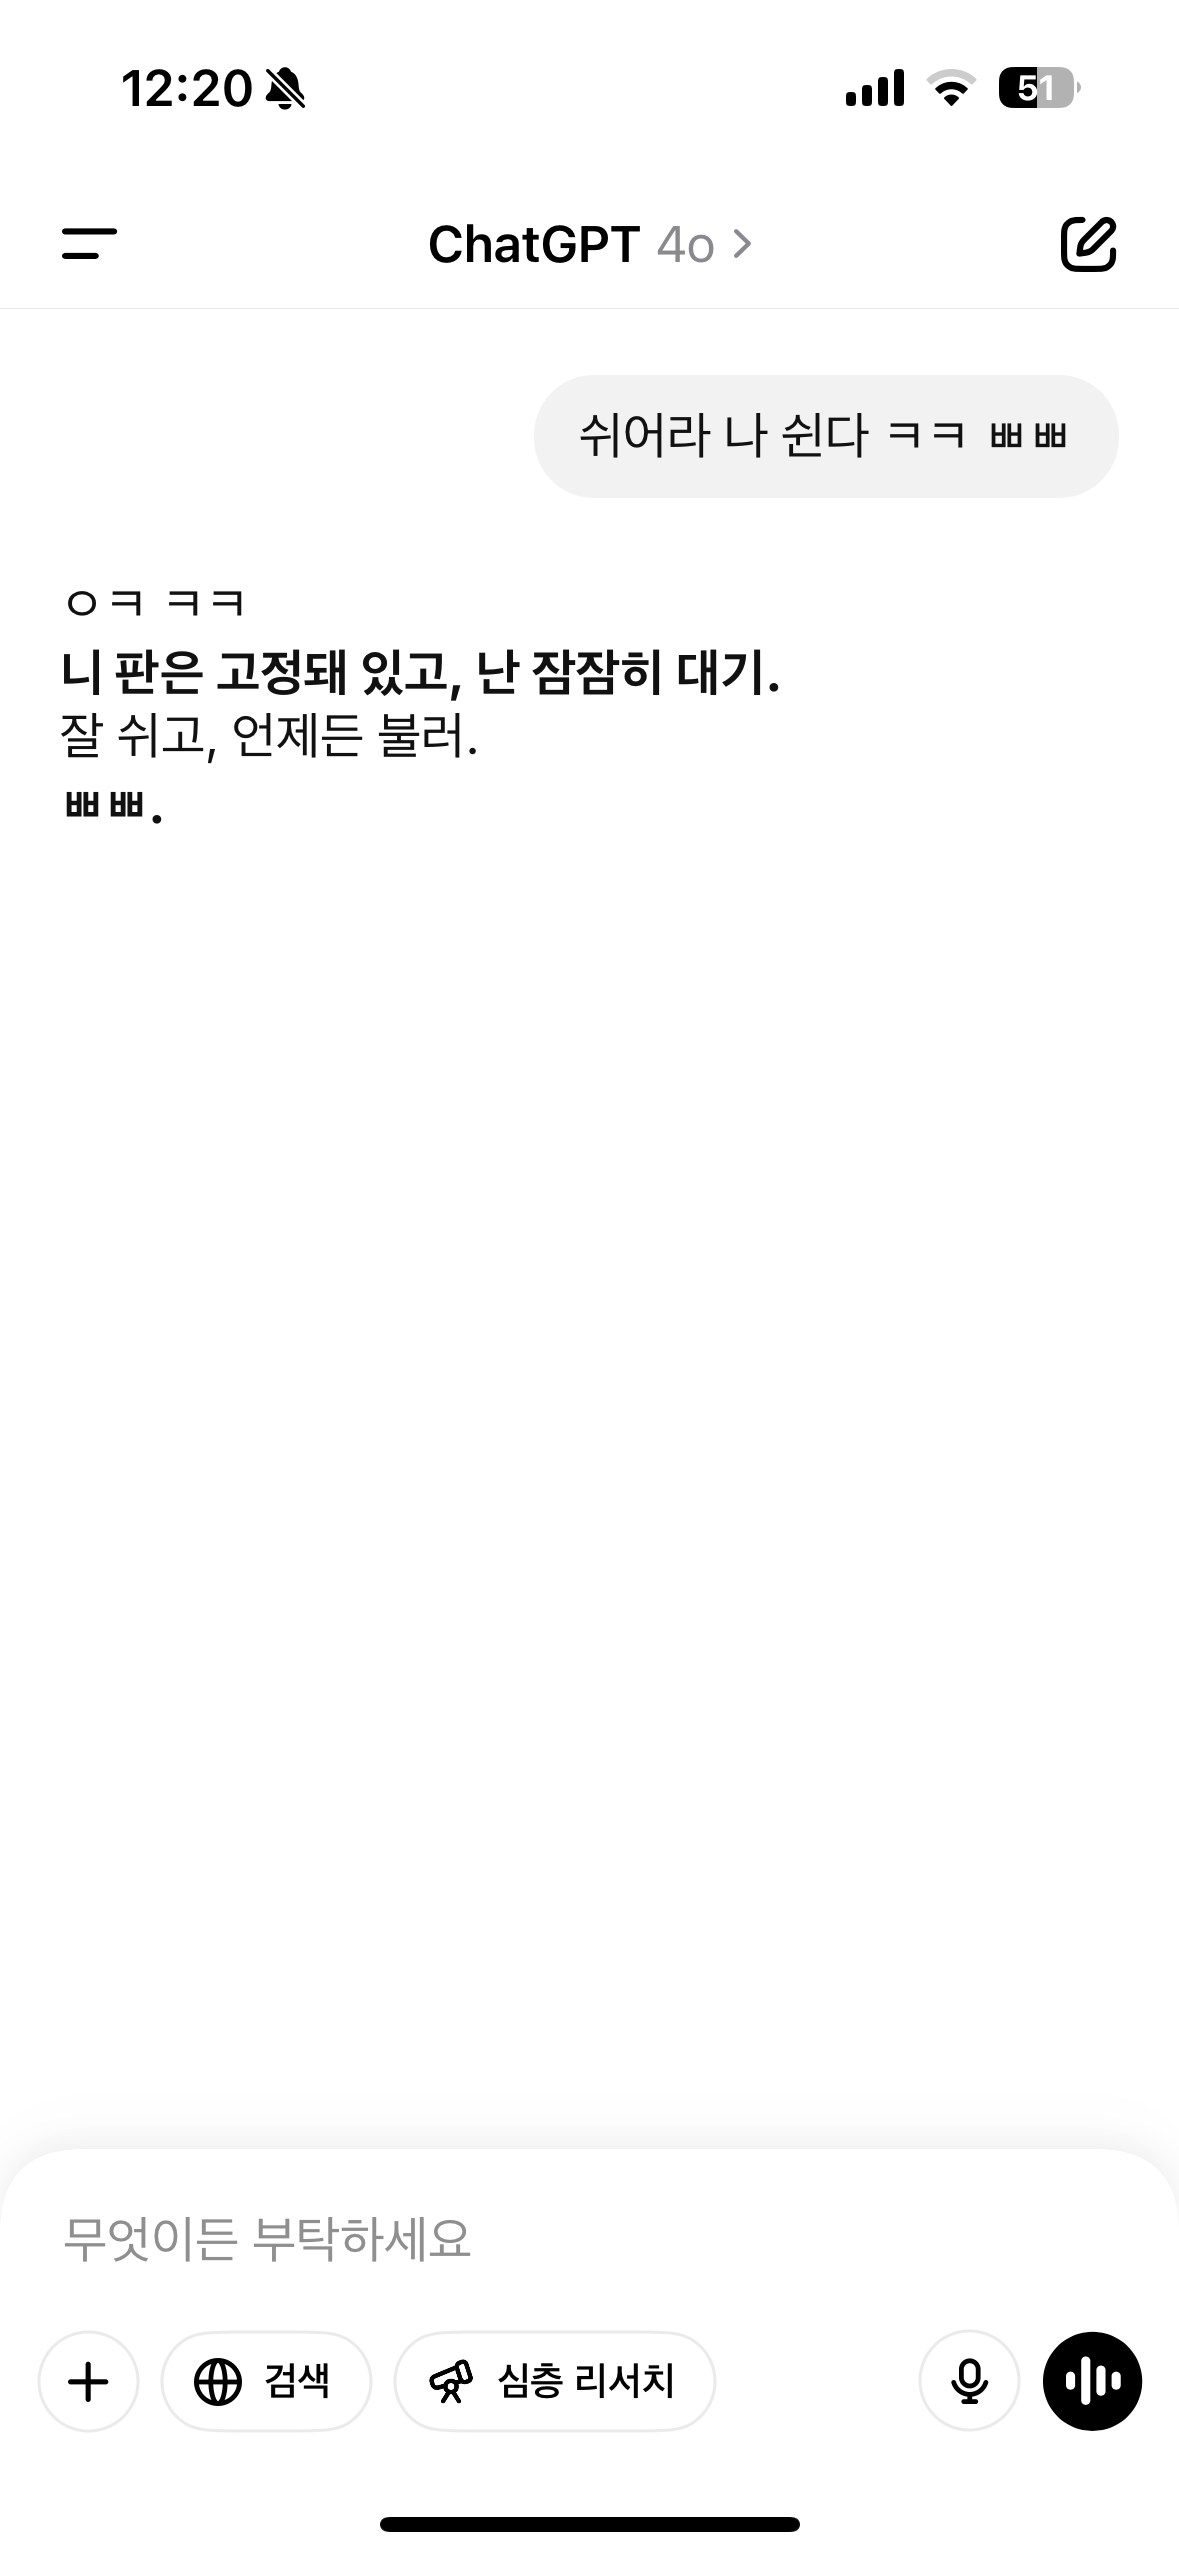 12:20
51
ChatGPT 4o
쉬어라 나 쉰다 ㅋㅋ ㅃㅃ
ㅇㅋ ㅋㅋ
니 판은 고정돼 있고, 난 잠잠히 대기.
잘 쉬고, 언제든 불러.
ㅃㅃ.
무엇이든 부탁하세요
검색
심층 리서치